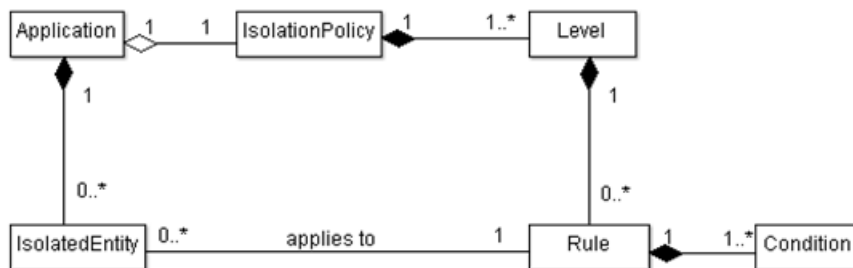 Application 1 1 IsolationPolicy 1 1..* Level
1 1
0..* 0..*
IsolatedEntity 0..* applies to 1 Rule 1 1..* Condition